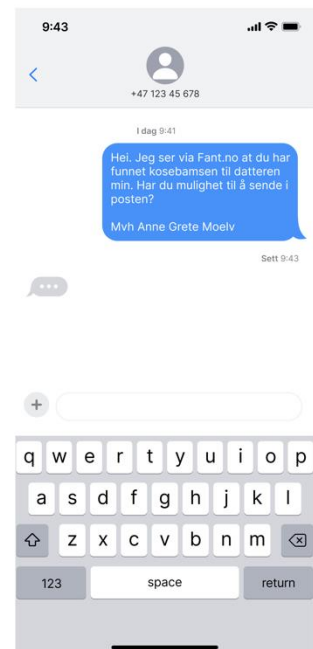 9:43
+47 123 45 678
I dag 9:41
Hei. Jeg ser via Fant.no at du har
funnet kosebamsen til datteren
min. Har du mulighet til å sende i
posten?
Mvh Anne Grete Moelv
Sett 9:43
q w e r t y u i o p
a s d f g h j k l
z x c v b n m
123 space return